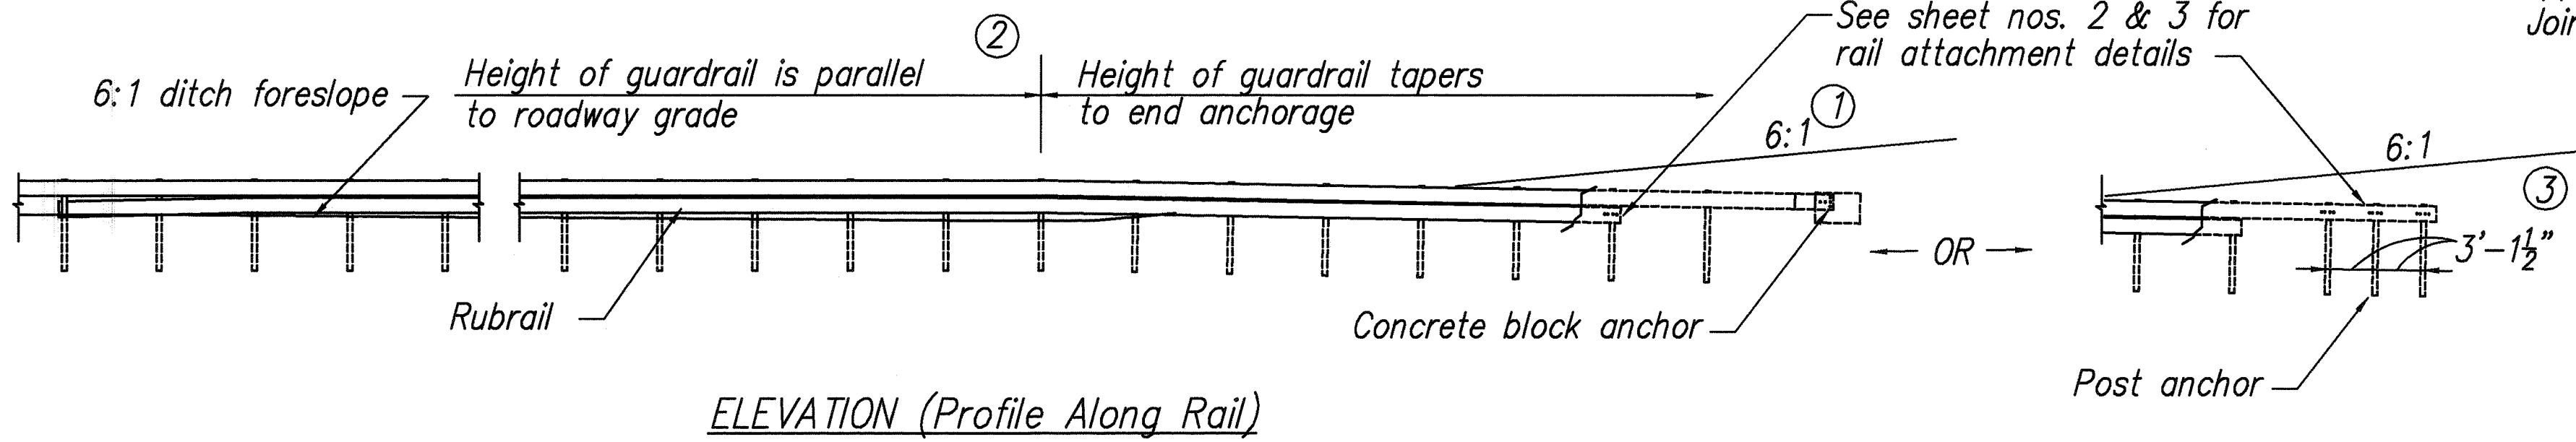 See sheet nos. 2 & 3 for
rail attachment details
Join
②
6:1 ditch foreslope
Height of guardrail is parallel
to roadway grade
Height of guardrail tapers
to end anchorage
6:1
①
6:1
③
OR
3'-1½"
Rubrail
Concrete block anchor
Post anchor
ELEVATION (Profile Along Rail)